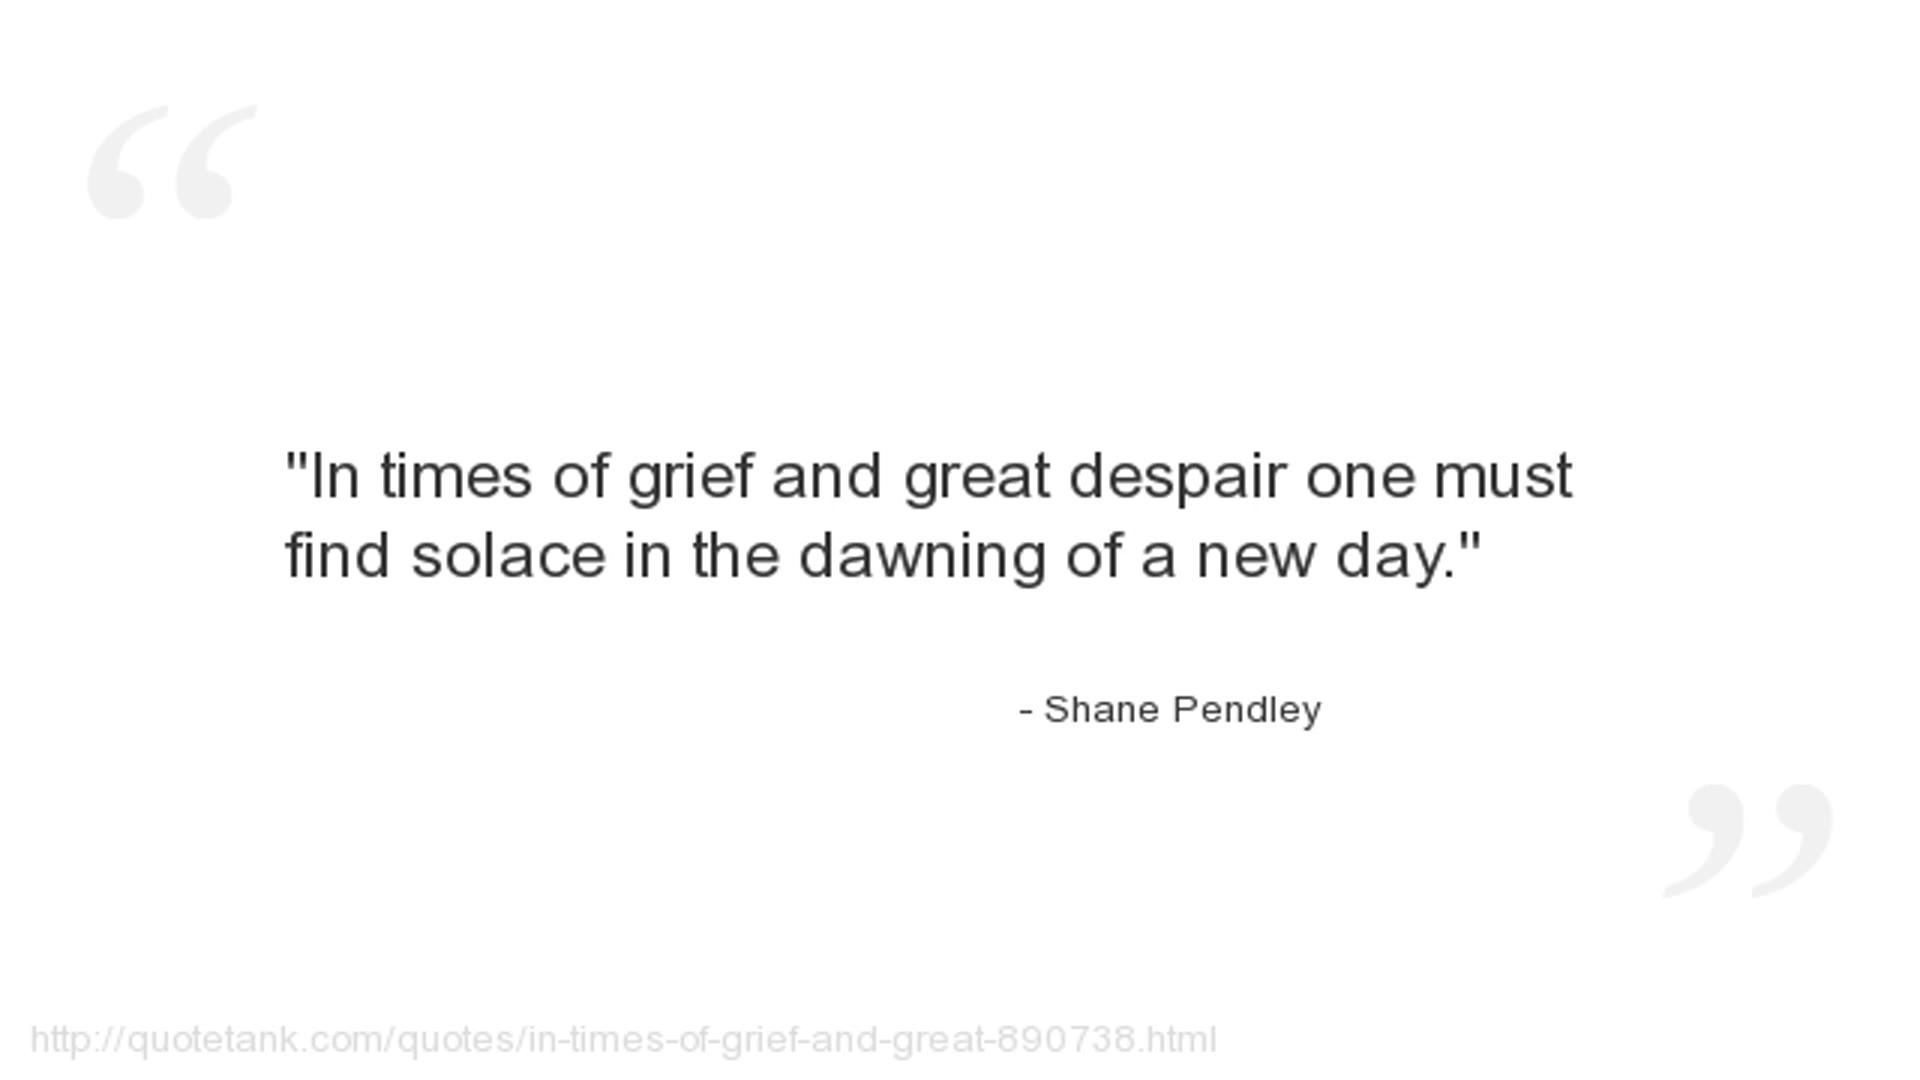 “
"In times of grief and great despair one must
find solace in the dawning of a new day."
- Shane Pendley
”
http://quotetank.com/quotes/in-times-of-grief-and-great-890738.html